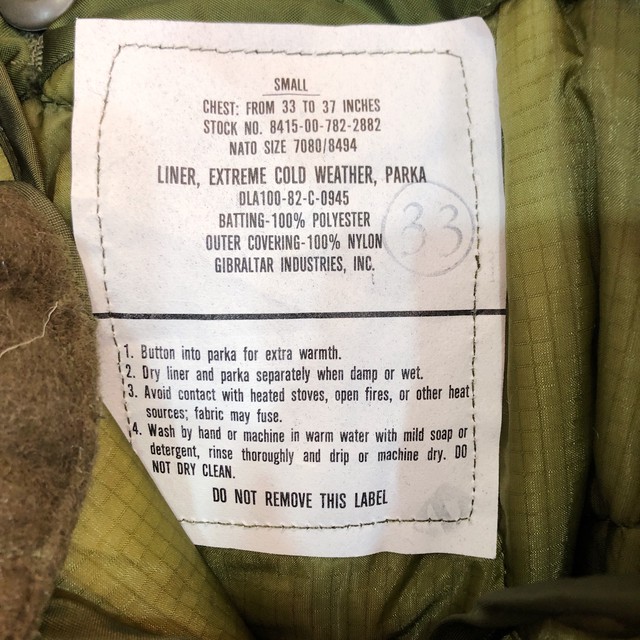 SMALL
CHEST: FROM 33 TO 37 INCHES
STOCK NO. 8415-00-782-2882
NATO SIZE 7080/8494
LINER, EXTREME COLD WEATHER, PARKA
DLA100-82-C-0945
BATTING-100% POLYESTER
OUTER COVERING-100% NYLON
GIBRALTAR INDUSTRIES, INC.
33
1. Button into parka for extra warmth.
2. Dry liner and parka separately when damp or wet.
3. Avoid contact with heated stoves, open fires, or other heat
sources; fabric may fuse.
4. Wash by hand or machine in warm water with mild soap or
detergent, rinse thoroughly and drip or machine dry. DO
NOT DRY CLEAN.
DO NOT REMOVE THIS LABEL